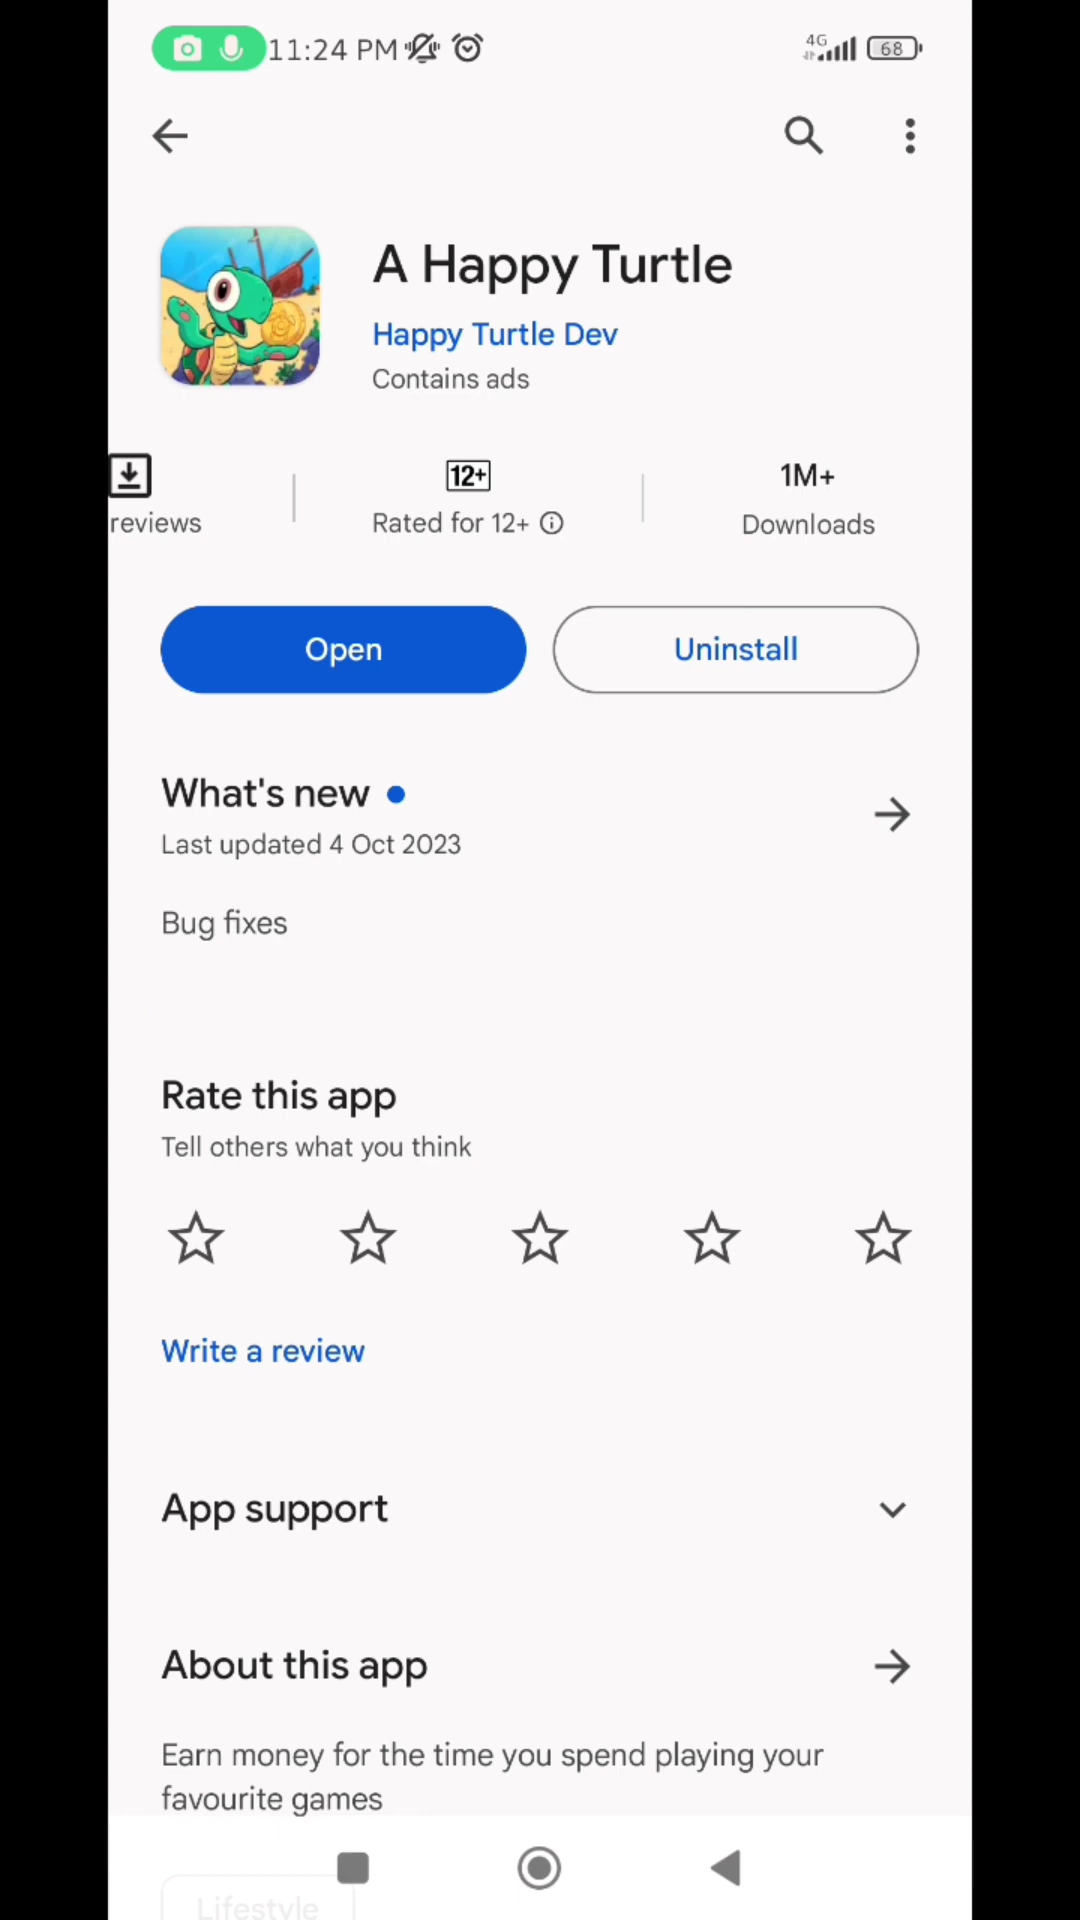 11:24 PM
4G
68
A Happy Turtle
Happy Turtle Dev
Contains ads
reviews
12+
Rated for 12+
1M+
Downloads
Open
Uninstall
What's new
Last updated 4 Oct 2023
Bug fixes
Rate this app
Tell others what you think
Write a review
App support
About this app
Earn money for the time you spend playing your
favourite games
Lifestyle